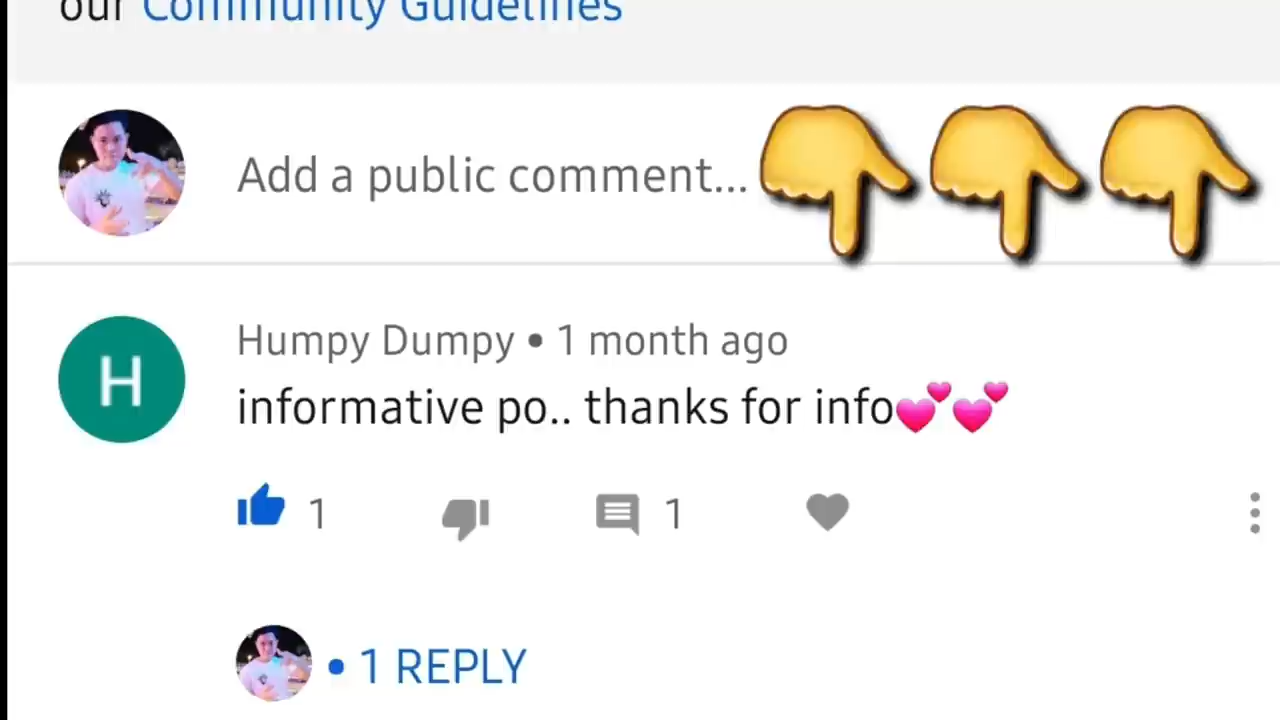 our Community Guidelines
Add a public comment...
Humpy Dumpy • 1 month ago
informative po.. thanks for info💕💕
1
1
H
• 1 REPLY